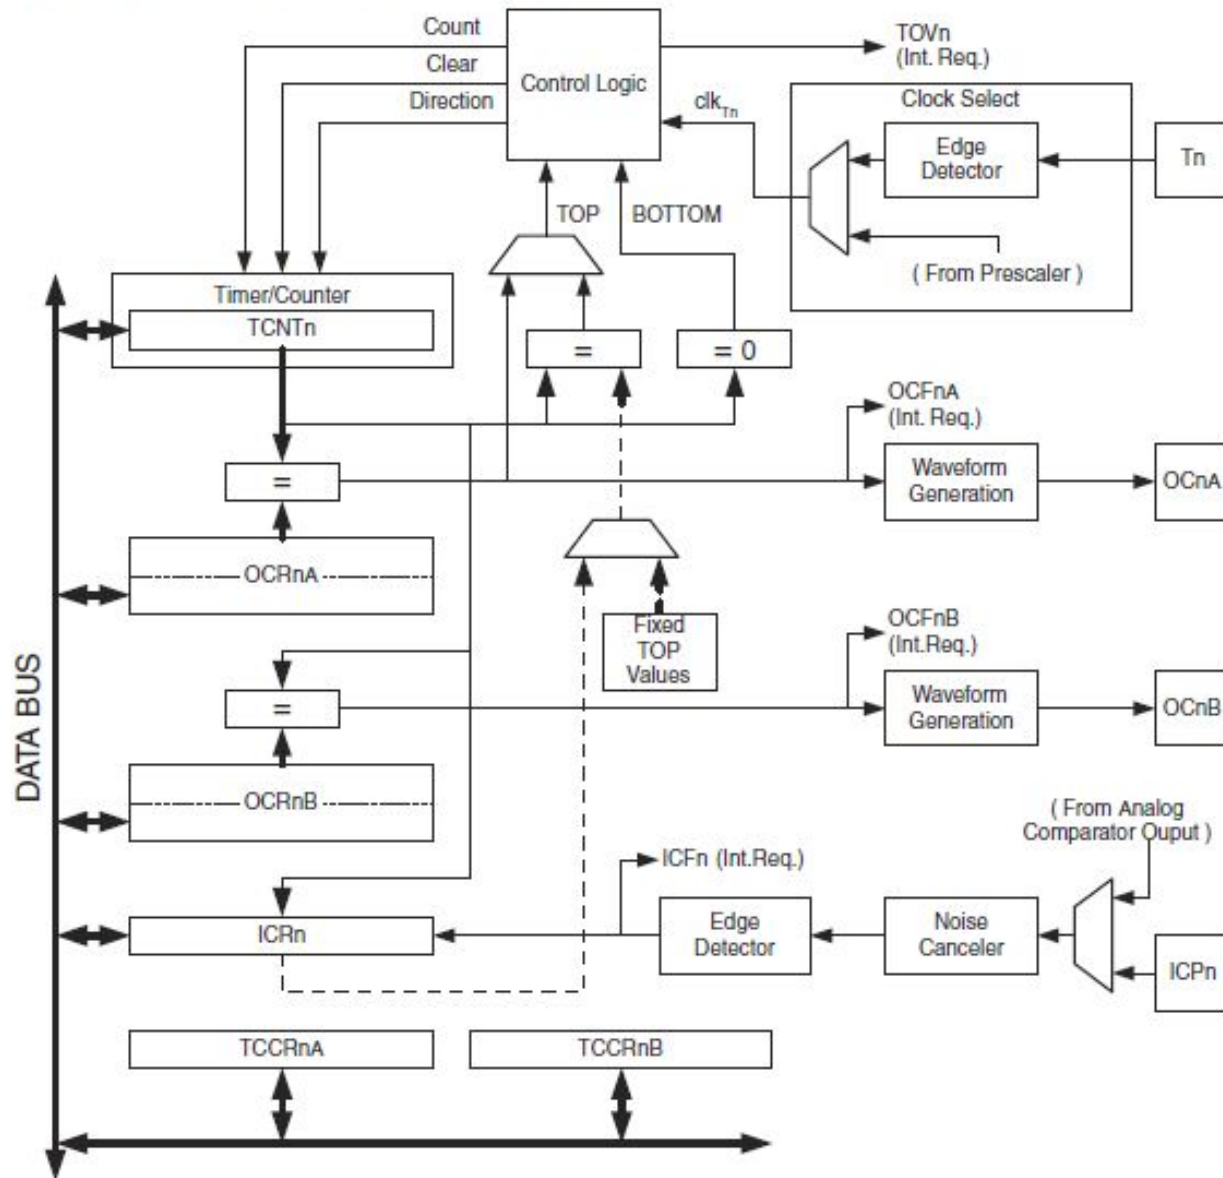 Count
Clear
Direction
Control Logic
TOVn
(Int. Req.)
clkTn
Clock Select
Edge
Detector
Tn
TOP
BOTTOM
( From Prescaler )
Timer/Counter
TCNTn
=
= 0
OCFnA
(Int. Req.)
=
Waveform
Generation
OCnA
OCRnA
Fixed
TOP
Values
OCFnB
(Int.Req.)
=
Waveform
Generation
OCnB
DATA BUS
OCRnB
( From Analog
Comparator Ouput )
ICFn (Int.Req.)
ICRn
Edge
Detector
Noise
Canceler
ICPn
TCCRnA
TCCRnB